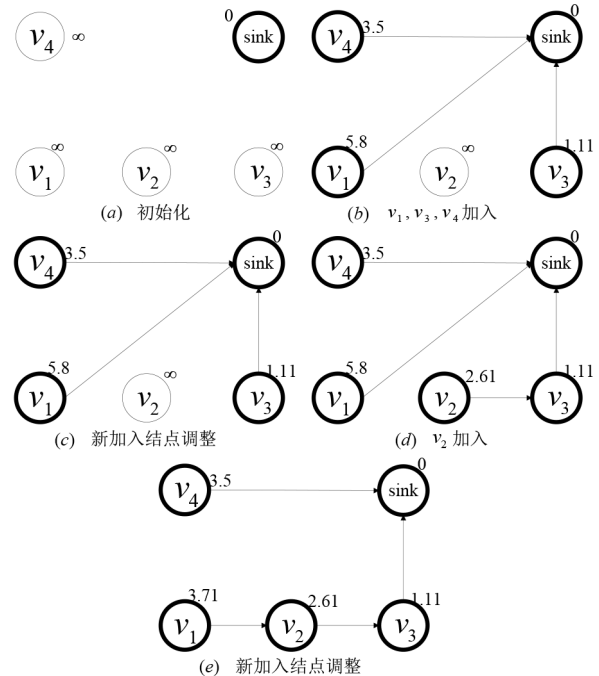 0 0
v4 ∞ sink v4 3.5 sink
∞ ∞ ∞ 5.8 ∞ 1.11
v1 v2 v3 v1 v2 v3
(a) 初始化 (b) v1, v3, v4 加入
0 0
v4 3.5 sink v4 3.5 sink
5.8 ∞ 1.11 5.8 2.61 1.11
v1 v2 v3 v1 v2 v3
(c) 新加入结点调整 (d) v2 加入
0
v4 3.5 sink
3.71 2.61 1.11
v1 v2 v3
(e) 新加入结点调整